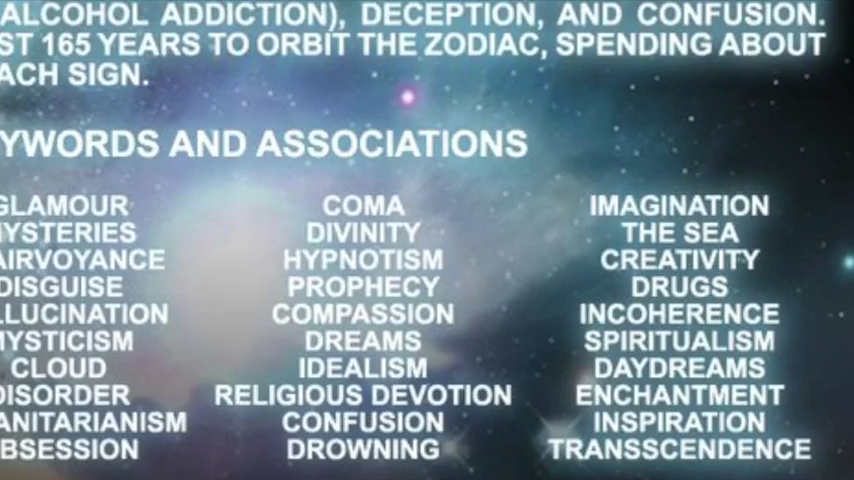 ALCOHOL ADDICTION), DECEPTION, AND CONFUSION.
ST 165 YEARS TO ORBIT THE ZODIAC, SPENDING ABOUT
ACH SIGN.
YWORDS AND ASSOCIATIONS
GLAMOUR COMA IMAGINATION
YSTERIES DIVINITY THE SEA
AIRVOYANCE HYPNOTISM CREATIVITY
DISGUISE PROPHECY DRUGS
LLUCINATION COMPASSION INCOHERENCE
MYSTICISM DREAMS SPIRITUALISM
CLOUD IDEALISM DAYDREAMS
DISORDER RELIGIOUS DEVOTION ENCHANTMENT
ANITARIANISM CONFUSION INSPIRATION
BSESSION DROWNING TRANSSCENDENCE